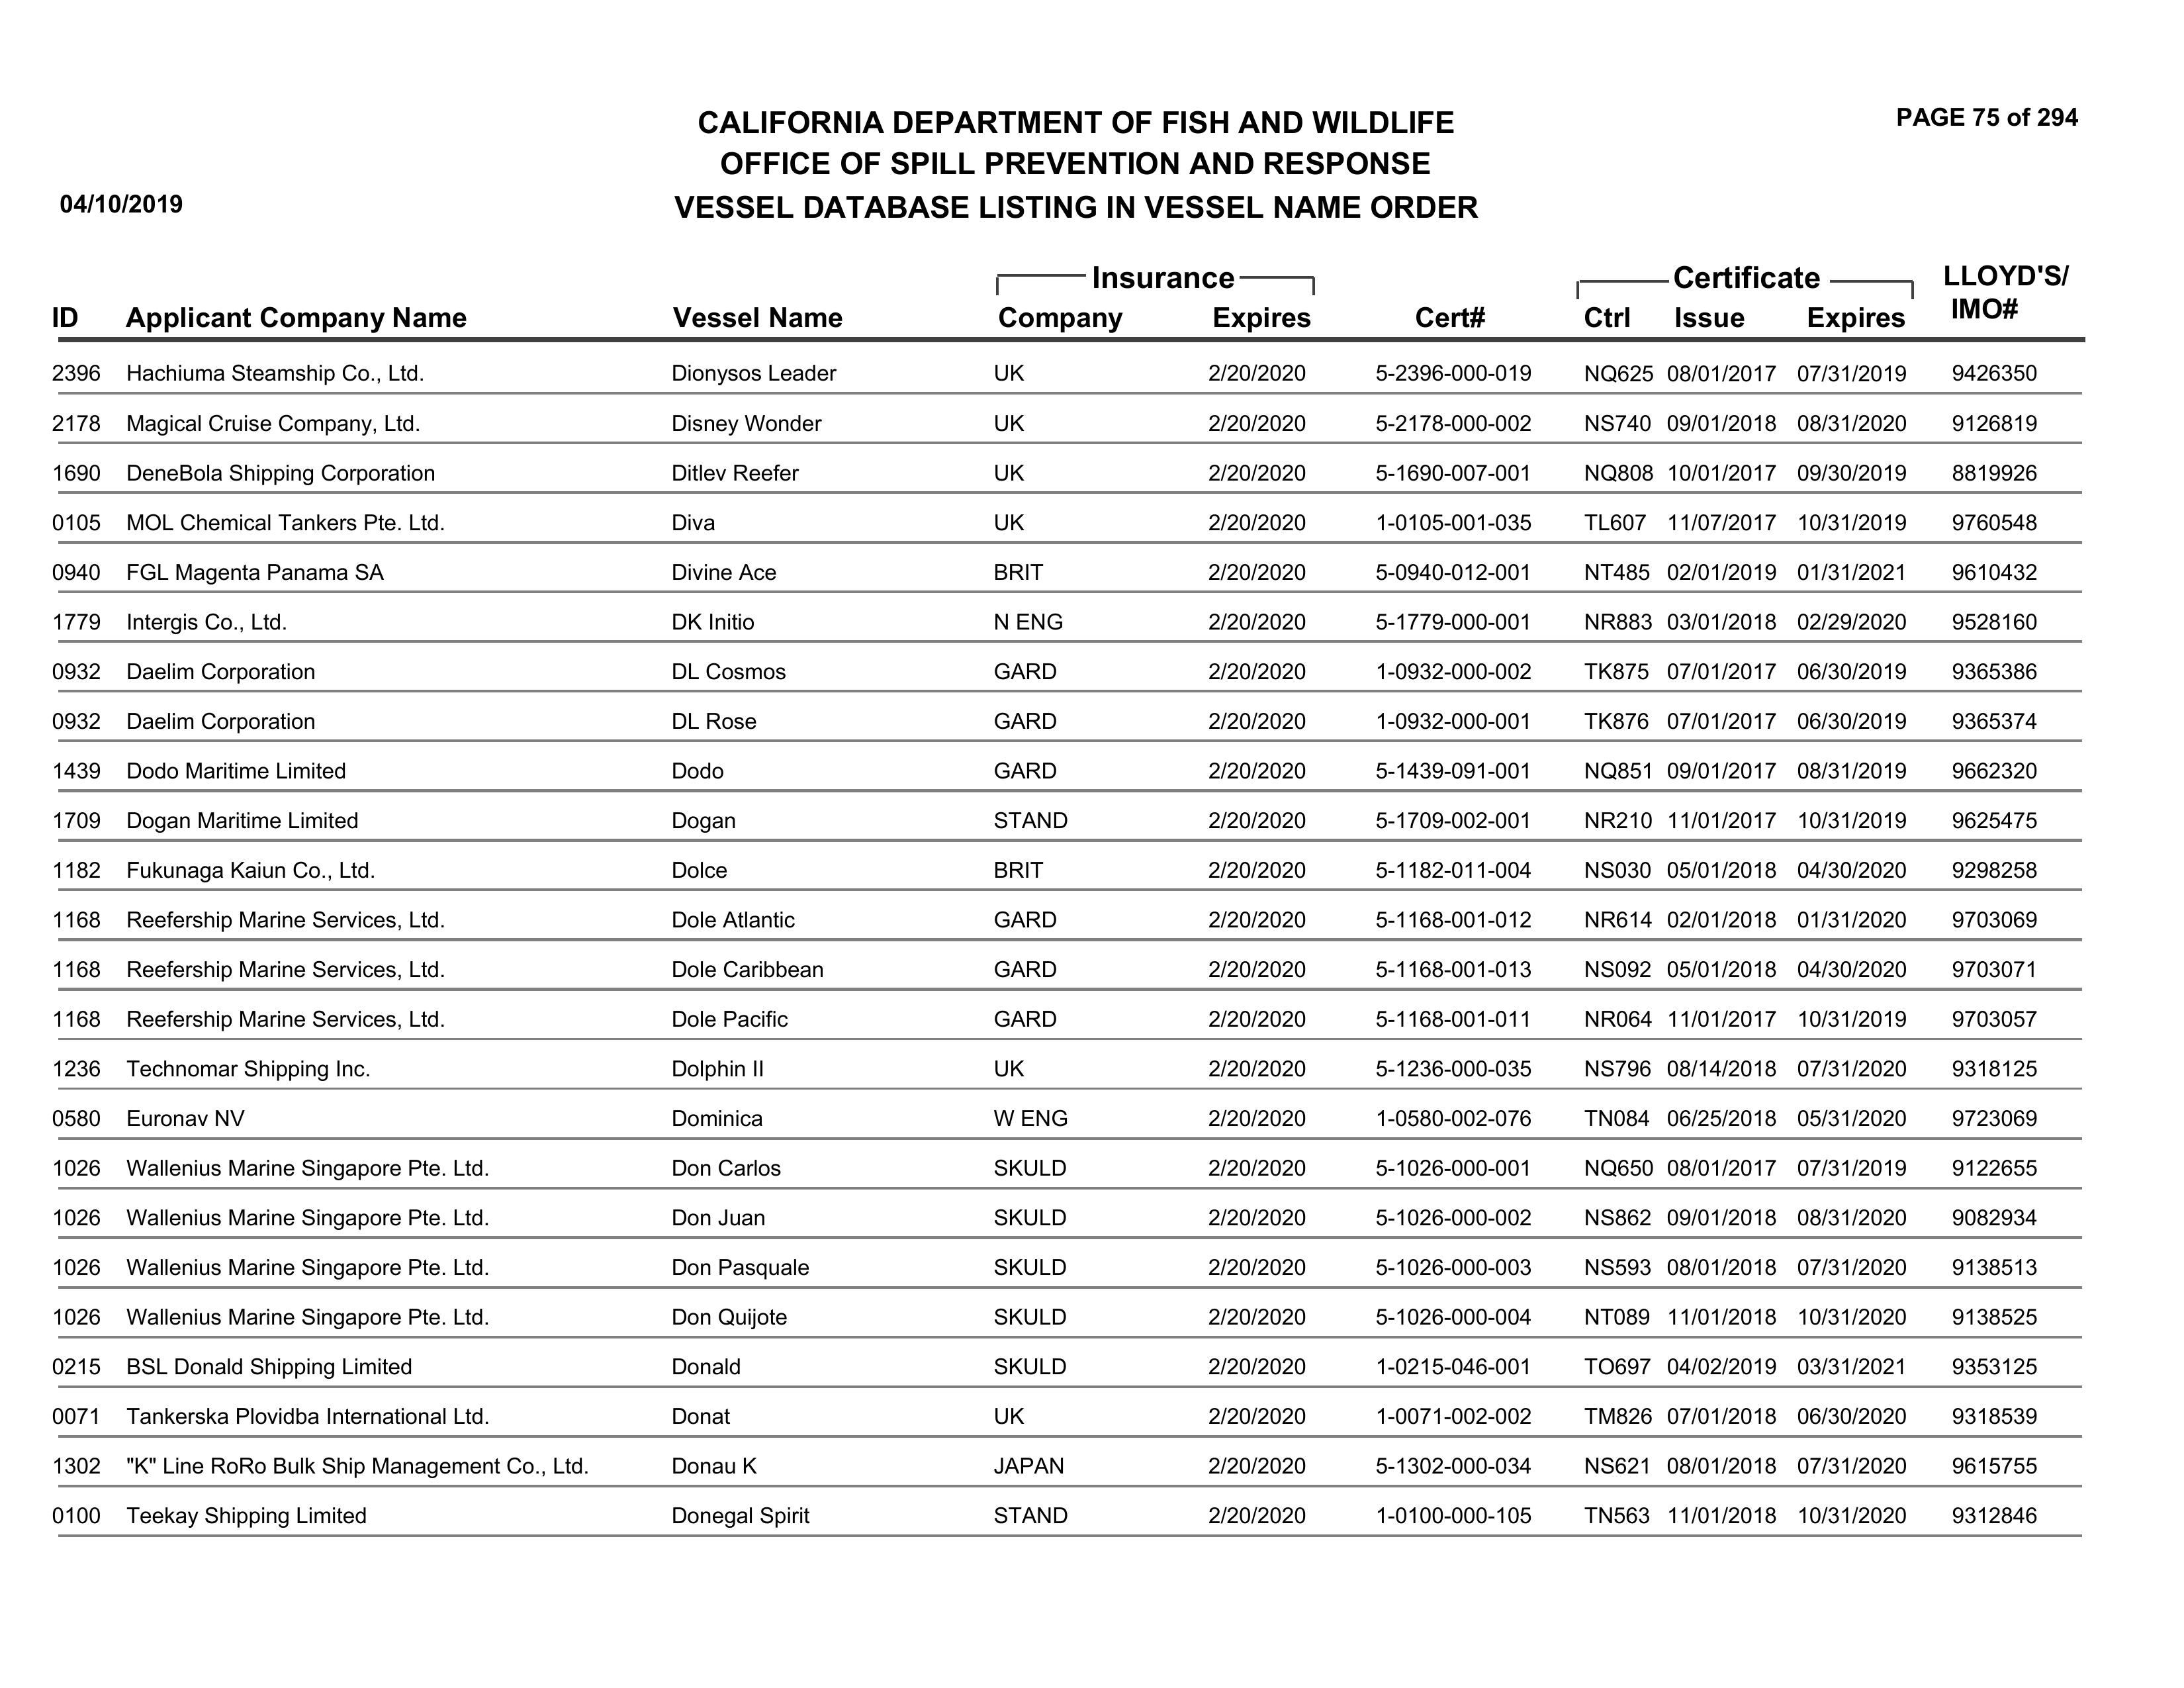 PAGE 75 of 294
CALIFORNIA DEPARTMENT OF FISH AND WILDLIFE
OFFICE OF SPILL PREVENTION AND RESPONSE
04/10/2019 VESSEL DATABASE LISTING IN VESSEL NAME ORDER
Insurance Certificate LLOYD'S/
ID Applicant Company Name Vessel Name Company Expires Cert# Ctrl Issue Expires IMO#
2396 Hachiuma Steamship Co., Ltd. Dionysos Leader UK 2/20/2020 5-2396-000-019 NQ625 08/01/2017 07/31/2019 9426350
2178 Magical Cruise Company, Ltd. Disney Wonder UK 2/20/2020 5-2178-000-002 NS740 09/01/2018 08/31/2020 9126819
1690 DeneBola Shipping Corporation Ditlev Reefer UK 2/20/2020 5-1690-007-001 NQ808 10/01/2017 09/30/2019 8819926
0105 MOL Chemical Tankers Pte. Ltd. Diva UK 2/20/2020 1-0105-001-035 TL607 11/07/2017 10/31/2019 9760548
0940 FGL Magenta Panama SA Divine Ace BRIT 2/20/2020 5-0940-012-001 NT485 02/01/2019 01/31/2021 9610432
1779 Intergis Co., Ltd. DK Initio N ENG 2/20/2020 5-1779-000-001 NR883 03/01/2018 02/29/2020 9528160
0932 Daelim Corporation DL Cosmos GARD 2/20/2020 1-0932-000-002 TK875 07/01/2017 06/30/2019 9365386
0932 Daelim Corporation DL Rose GARD 2/20/2020 1-0932-000-001 TK876 07/01/2017 06/30/2019 9365374
1439 Dodo Maritime Limited Dodo GARD 2/20/2020 5-1439-091-001 NQ851 09/01/2017 08/31/2019 9662320
1709 Dogan Maritime Limited Dogan STAND 2/20/2020 5-1709-002-001 NR210 11/01/2017 10/31/2019 9625475
1182 Fukunaga Kaiun Co., Ltd. Dolce BRIT 2/20/2020 5-1182-011-004 NS030 05/01/2018 04/30/2020 9298258
1168 Reefership Marine Services, Ltd. Dole Atlantic GARD 2/20/2020 5-1168-001-012 NR614 02/01/2018 01/31/2020 9703069
1168 Reefership Marine Services, Ltd. Dole Caribbean GARD 2/20/2020 5-1168-001-013 NS092 05/01/2018 04/30/2020 9703071
1168 Reefership Marine Services, Ltd. Dole Pacific GARD 2/20/2020 5-1168-001-011 NR064 11/01/2017 10/31/2019 9703057
1236 Technomar Shipping Inc. Dolphin II UK 2/20/2020 5-1236-000-035 NS796 08/14/2018 07/31/2020 9318125
0580 Euronav NV Dominica W ENG 2/20/2020 1-0580-002-076 TN084 06/25/2018 05/31/2020 9723069
1026 Wallenius Marine Singapore Pte. Ltd. Don Carlos SKULD 2/20/2020 5-1026-000-001 NQ650 08/01/2017 07/31/2019 9122655
1026 Wallenius Marine Singapore Pte. Ltd. Don Juan SKULD 2/20/2020 5-1026-000-002 NS862 09/01/2018 08/31/2020 9082934
1026 Wallenius Marine Singapore Pte. Ltd. Don Pasquale SKULD 2/20/2020 5-1026-000-003 NS593 08/01/2018 07/31/2020 9138513
1026 Wallenius Marine Singapore Pte. Ltd. Don Quijote SKULD 2/20/2020 5-1026-000-004 NT089 11/01/2018 10/31/2020 9138525
0215 BSL Donald Shipping Limited Donald SKULD 2/20/2020 1-0215-046-001 TO697 04/02/2019 03/31/2021 9353125
0071 Tankerska Plovidba International Ltd. Donat UK 2/20/2020 1-0071-002-002 TM826 07/01/2018 06/30/2020 9318539
1302 "K" Line RoRo Bulk Ship Management Co., Ltd. Donau K JAPAN 2/20/2020 5-1302-000-034 NS621 08/01/2018 07/31/2020 9615755
0100 Teekay Shipping Limited Donegal Spirit STAND 2/20/2020 1-0100-000-105 TN563 11/01/2018 10/31/2020 9312846